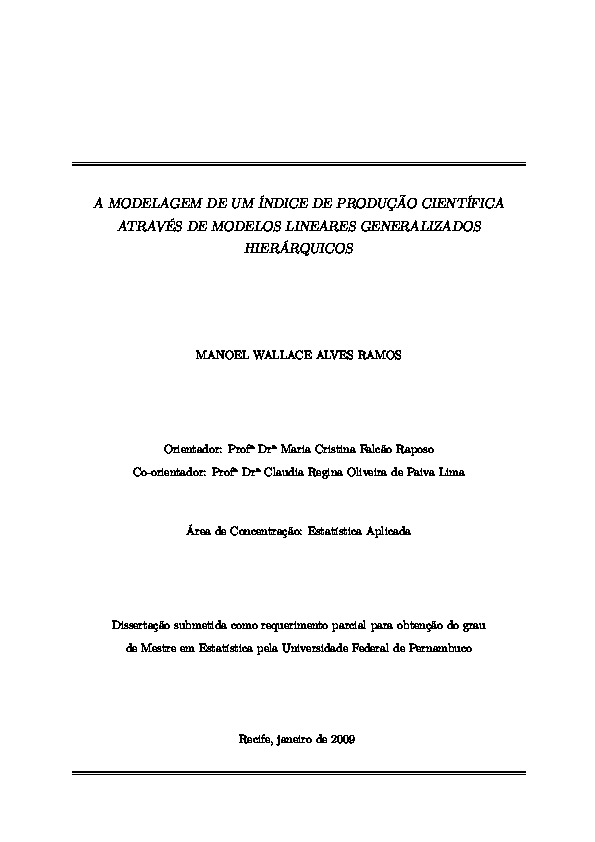 A MODELAGEM DE UM ÍNDICE DE PRODUÇÃO CIENTÍFICA
ATRAVÉS DE MODELOS LINEARES GENERALIZADOS
HIERÁRQUICOS
MANOEL WALLACE ALVES RAMOS
Orientador: Profª Drª Maria Cristina Falcão Raposo
Co-orientador: Profª Drª Claudia Regina Oliveira de Paiva Lima
Área de Concentração: Estatística Aplicada
Dissertação submetida como requerimento parcial para obtenção do grau
de Mestre em Estatística pela Universidade Federal de Pernambuco
Recife, janeiro de 2009